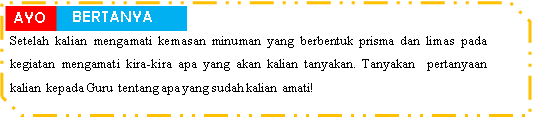 AYO BERTANYA
Setelah kalian mengamati kemasan minuman yang berbentuk prisma dan limas pada
kegiatan mengamati kira-kira apa yang akan kalian tanyakan. Tanyakan pertanyaan
kalian kepada Guru tentang apa yang sudah kalian amati!